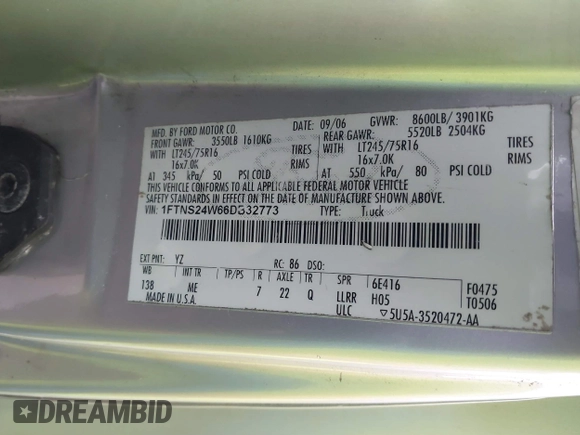 MFD. BY FORD MOTOR CO.
DATE: 09/06 GVWR: 8600LB/ 3901KG
FRONT GAWR: 3550LB 1610KG
REAR GAWR: 5520LB 2504KG
WITH LT245/75R16 TIRES
WITH LT245/75R16 TIRES
16x7.0K RIMS
16x7.0K RIMS
AT 345 kPa/ 50 PSI COLD
AT 550 kPa/ 80 PSI COLD
THIS VEHICLE CONFORMS TO ALL APPLICABLE FEDERAL MOTOR VEHICLE
SAFETY STANDARDS IN EFFECT ON THE DATE OF MANUFACTURE SHOWN ABOVE.
VIN: 1FTNS24W66DB32773 TYPE: Truck
EXT PNT: YZ RC: 86 DSO:
WB INT TR TP/PS R AXLE TR SPR 6E416 F0475
138 ME 7 22 Q LLRR H05 T0506
MADE IN U.S.A. ULC ▽5U5A-3520472-AA
DREAMBID